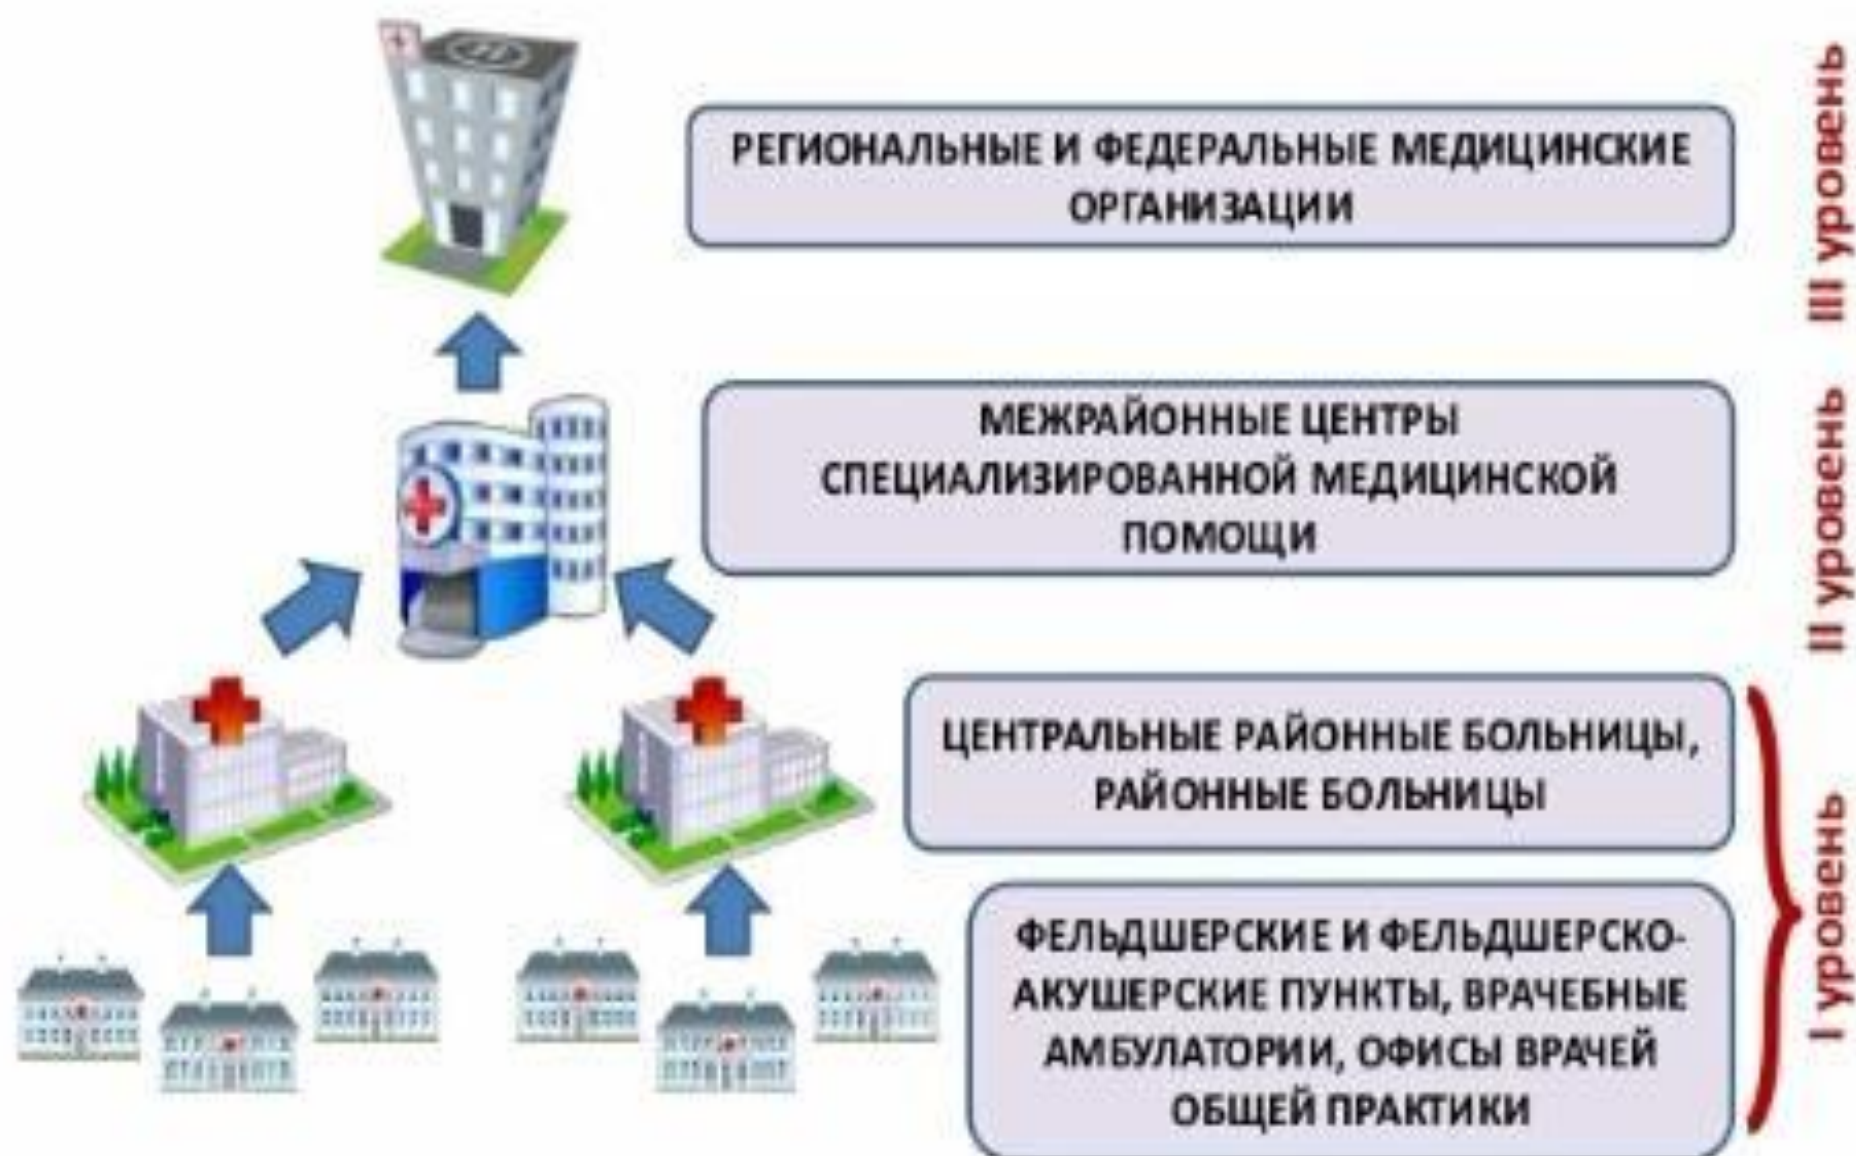 РЕГИОНАЛЬНЫЕ И ФЕДЕРАЛЬНЫЕ МЕДИЦИНСКИЕ
ОРГАНИЗАЦИИ
III уровень
МЕЖРАЙОННЫЕ ЦЕНТРЫ
СПЕЦИАЛИЗИРОВАННОЙ МЕДИЦИНСКОЙ
ПОМОЩИ
II уровень
ЦЕНТРАЛЬНЫЕ РАЙОННЫЕ БОЛЬНИЦЫ,
РАЙОННЫЕ БОЛЬНИЦЫ
ФЕЛЬДШЕРСКИЕ И ФЕЛЬДШЕРСКО-
АКУШЕРСКИЕ ПУНКТЫ, ВРАЧЕБНЫЕ
АМБУЛАТОРИИ, ОФИСЫ ВРАЧЕЙ
ОБЩЕЙ ПРАКТИКИ
I уровень